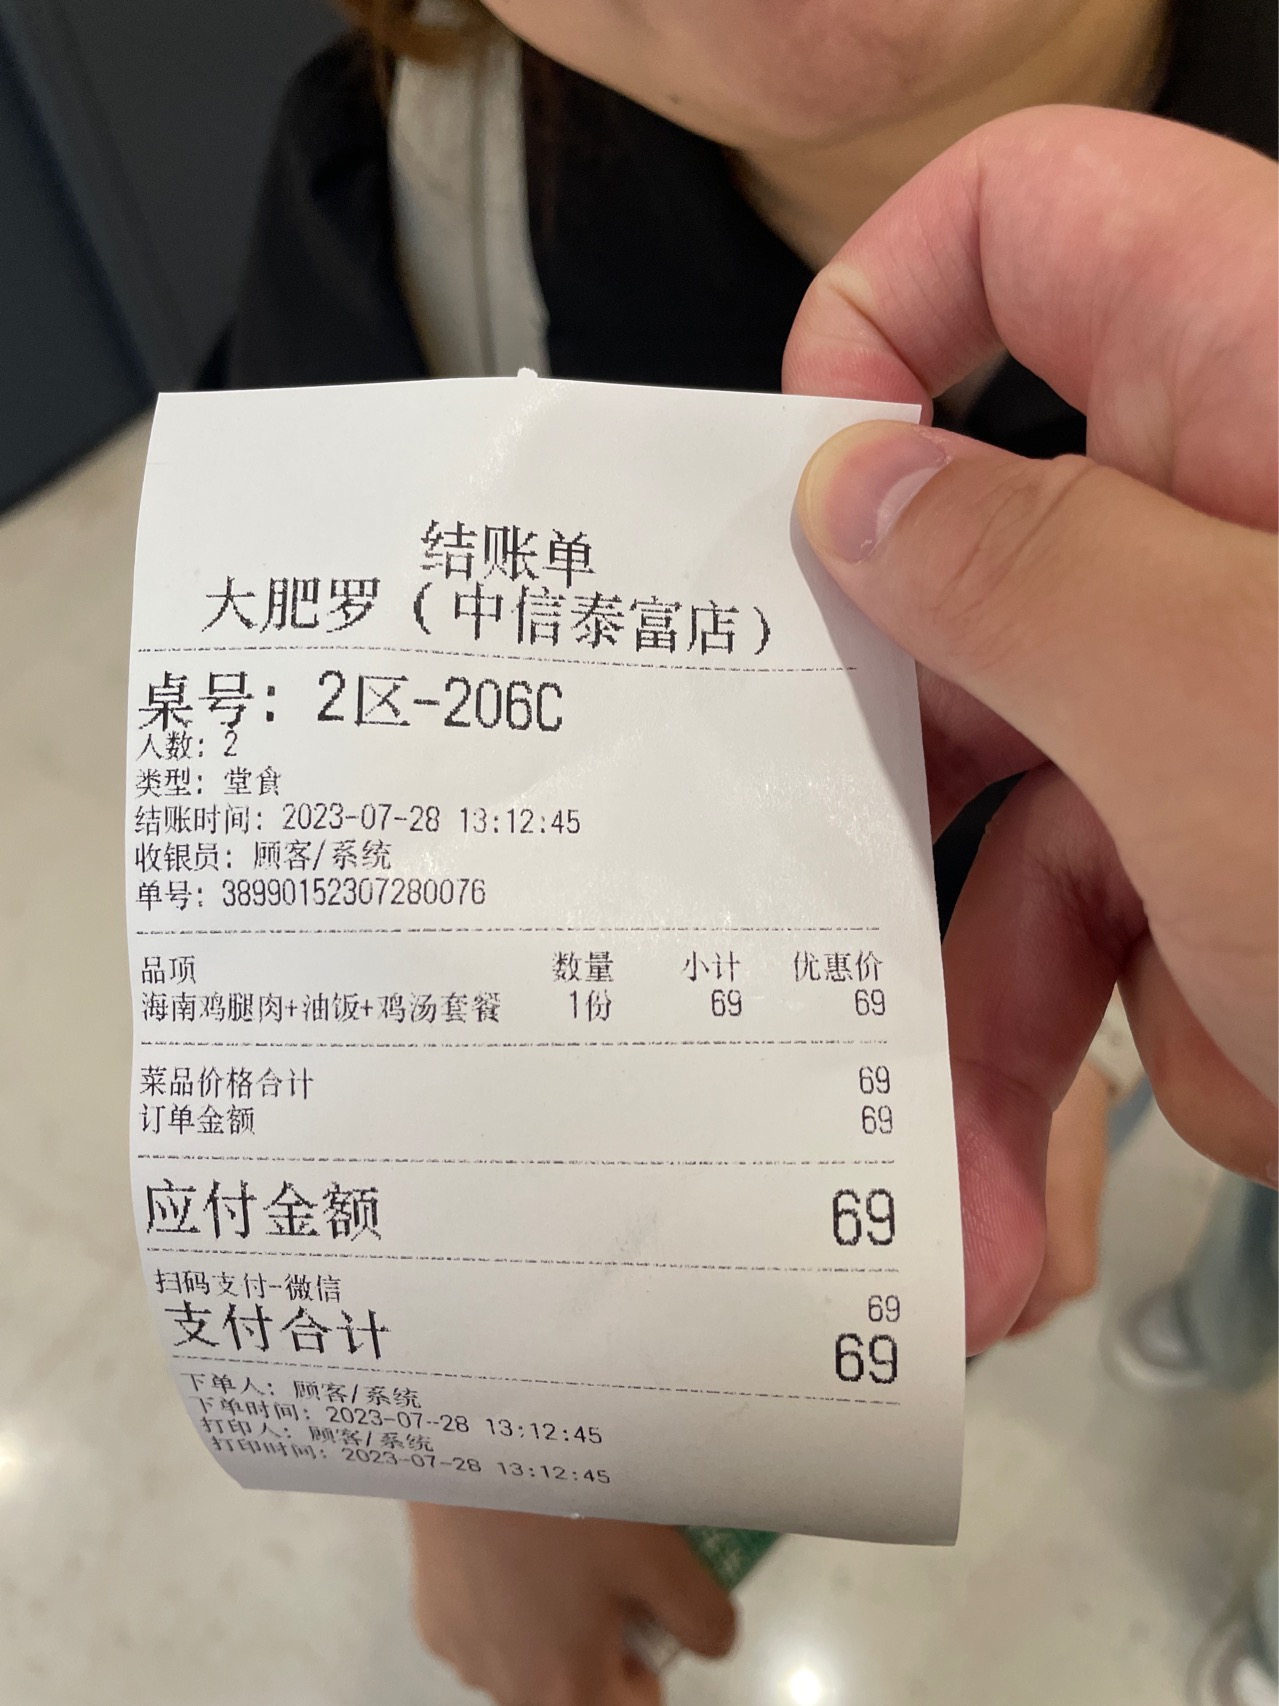 结账单
大肥罗（中信泰富店）
桌号：2区-206C
人数：2
类型：堂食
结账时间：2023-07-28 13:12:45
收银员：顾客/系统
单号：38990152307280076
品项 数量 小计 优惠价
海南鸡腿肉+油饭+鸡汤套餐 1份 69 69
菜品价格合计 69
订单金额 69
应付金额 69
扫码支付-微信 69
支付合计 69
下单人：顾客/系统
下单时间：2023-07-28 13:12:45
打印人：顾客/系统
打印时间：2023-07-28 13:12:45